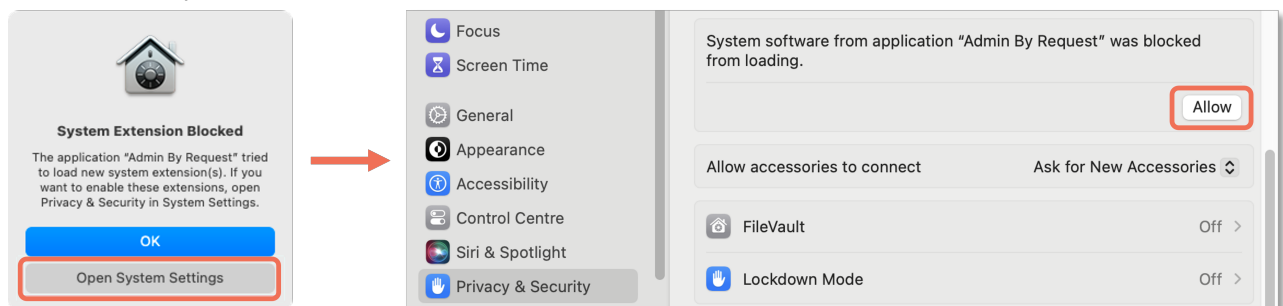 System Extension Blocked
The application “Admin By Request” tried
to load new system extension(s). If you
want to enable these extensions, open
Privacy & Security in System Settings.
OK
Open System Settings
Focus
Screen Time
General
Appearance
Accessibility
Control Centre
Siri & Spotlight
Privacy & Security
System software from application “Admin By Request” was blocked
from loading.
Allow
Allow accessories to connect Ask for New Accessories
FileVault Off
Lockdown Mode Off